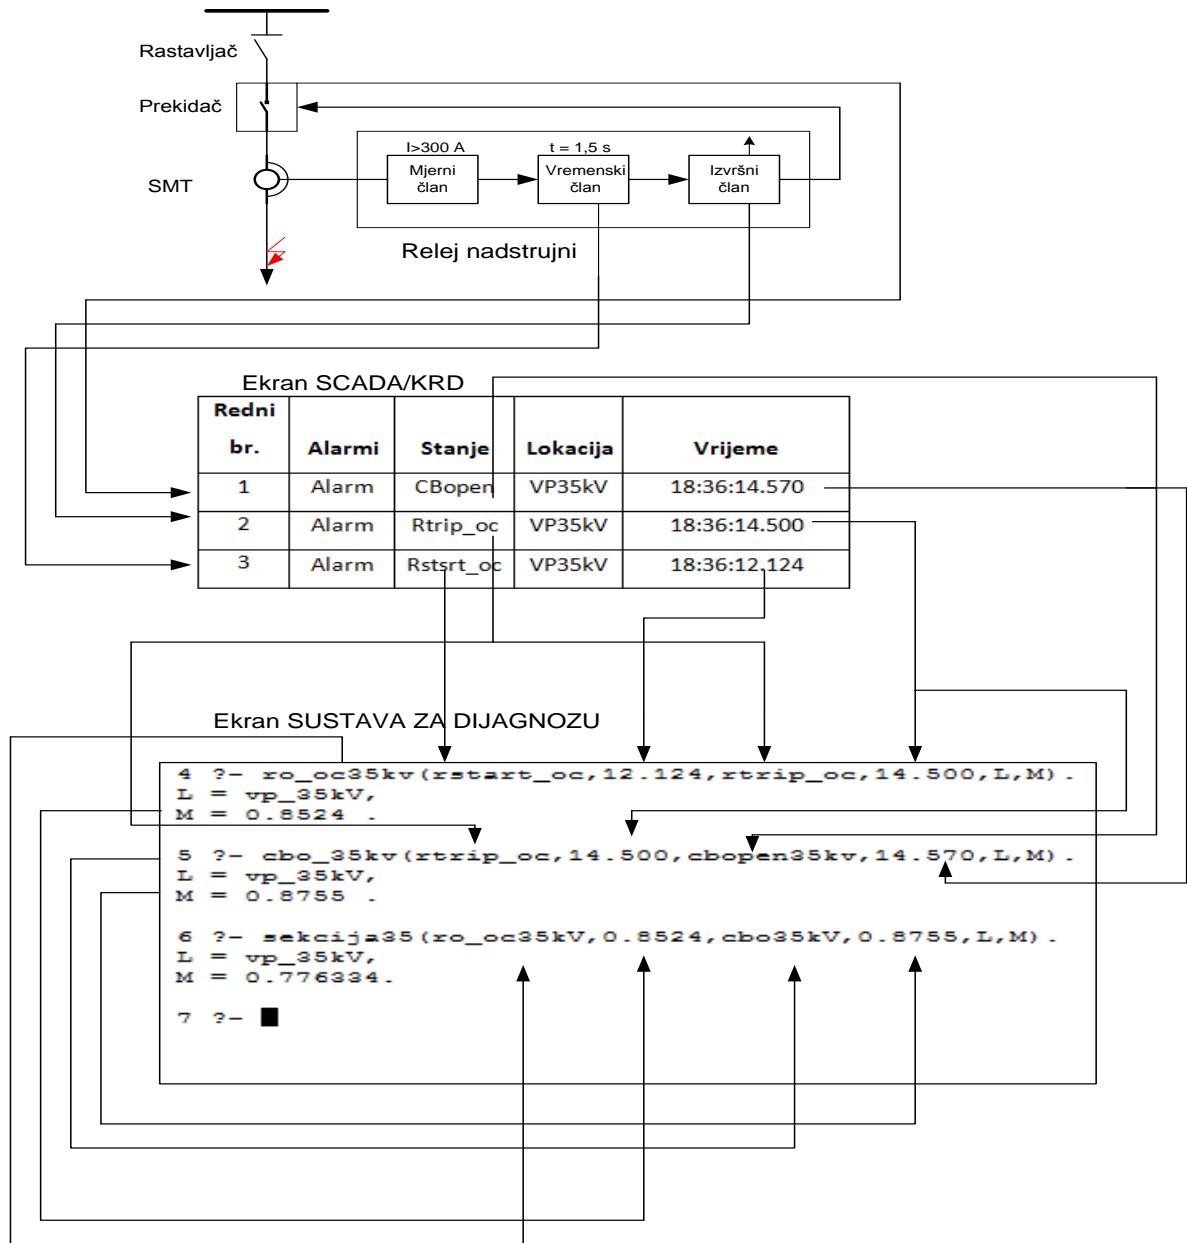 Rastavljač
Prekidač
SMT
I>300 A
t = 1,5 s
Mjerni
član
Vremenski
član
Izvršni
član
Relej nadstrujni
Ekran SCADA/KRD
Redni br. Alarmi Stanje Lokacija Vrijeme
1 Alarm CBopen VP35kV 18:36:14.570
2 Alarm Rtrip_oc VP35kV 18:36:14.500
3 Alarm Rstsrt_oc VP35kV 18:36:12.124
Ekran SUSTAVA ZA DIJAGNOZU
4 ?- ro_oc35kv(rstart_oc,12.124,rtrip_oc,14.500,L,M).
L = vp_35kV,
M = 0.8524 .
5 ?- cbo_35kv(rtrip_oc,14.500,cbopen35kv,14.570,L,M).
L = vp_35kV,
M = 0.8755 .
6 ?- sekcija35(ro_oc35kV,0.8524,cbo35kV,0.8755,L,M).
L = vp_35kV,
M = 0.776334.
7 ?-